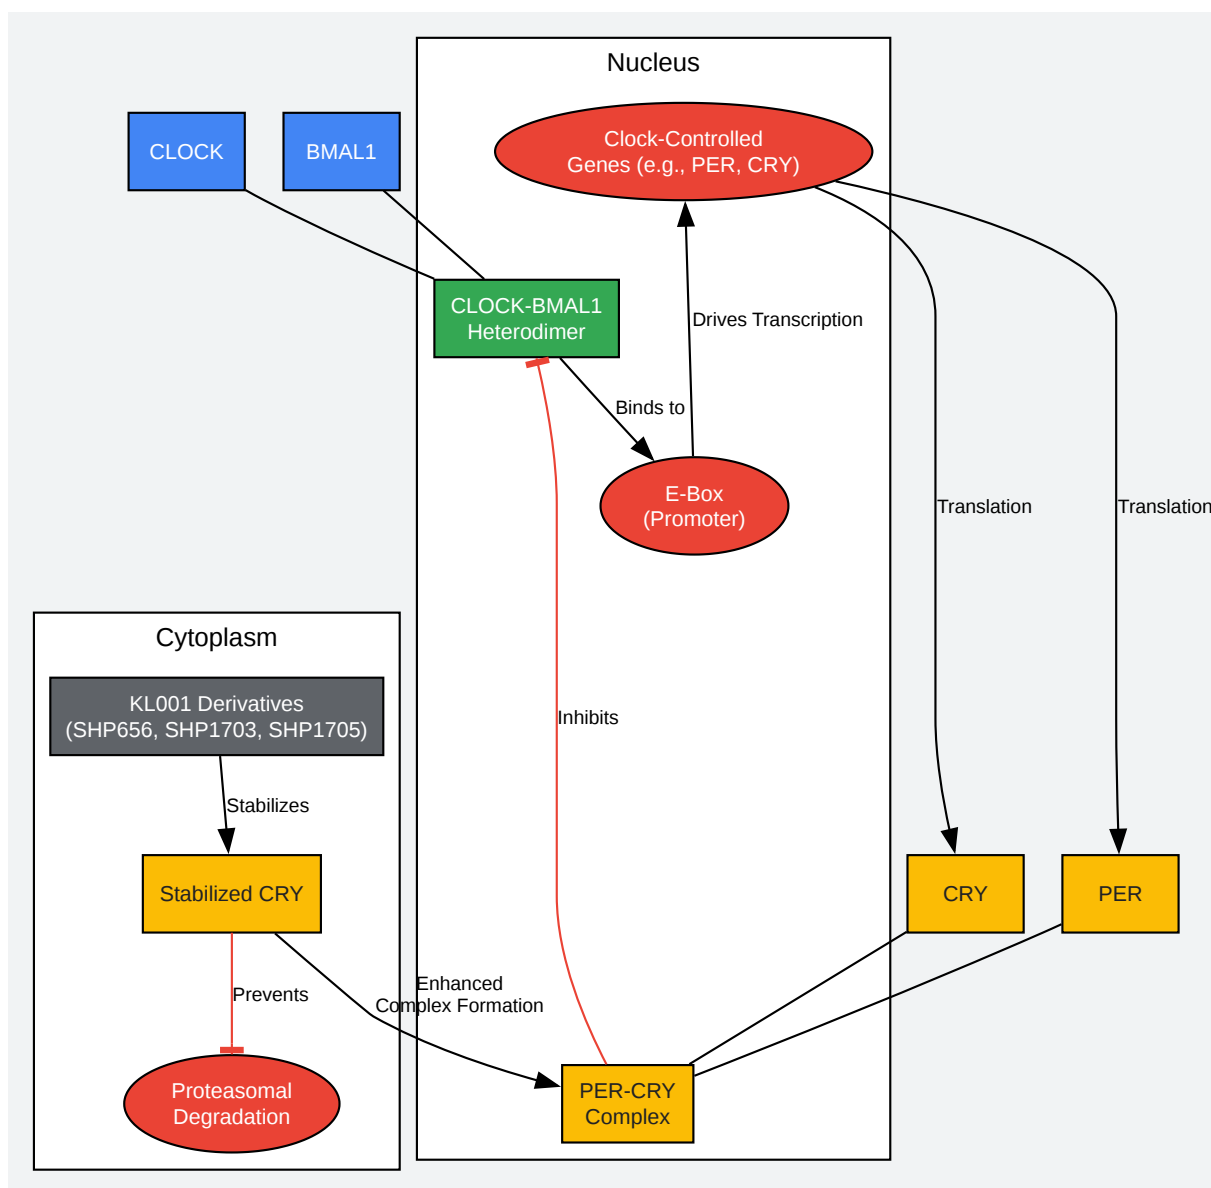 Nucleus
Clock-Controlled
Genes (e.g., PER, CRY)
CLOCK
BMAL1
CLOCK-BMAL1
Heterodimer
Drives Transcription
Binds to
E-Box
(Promoter)
Translation
Translation
Cytoplasm
KL001 Derivatives
(SHP656, SHP1703, SHP1705)
Inhibits
Stabilizes
Stabilized CRY
CRY
PER
Prevents
Enhanced
Complex Formation
Proteasomal
Degradation
PER-CRY
Complex